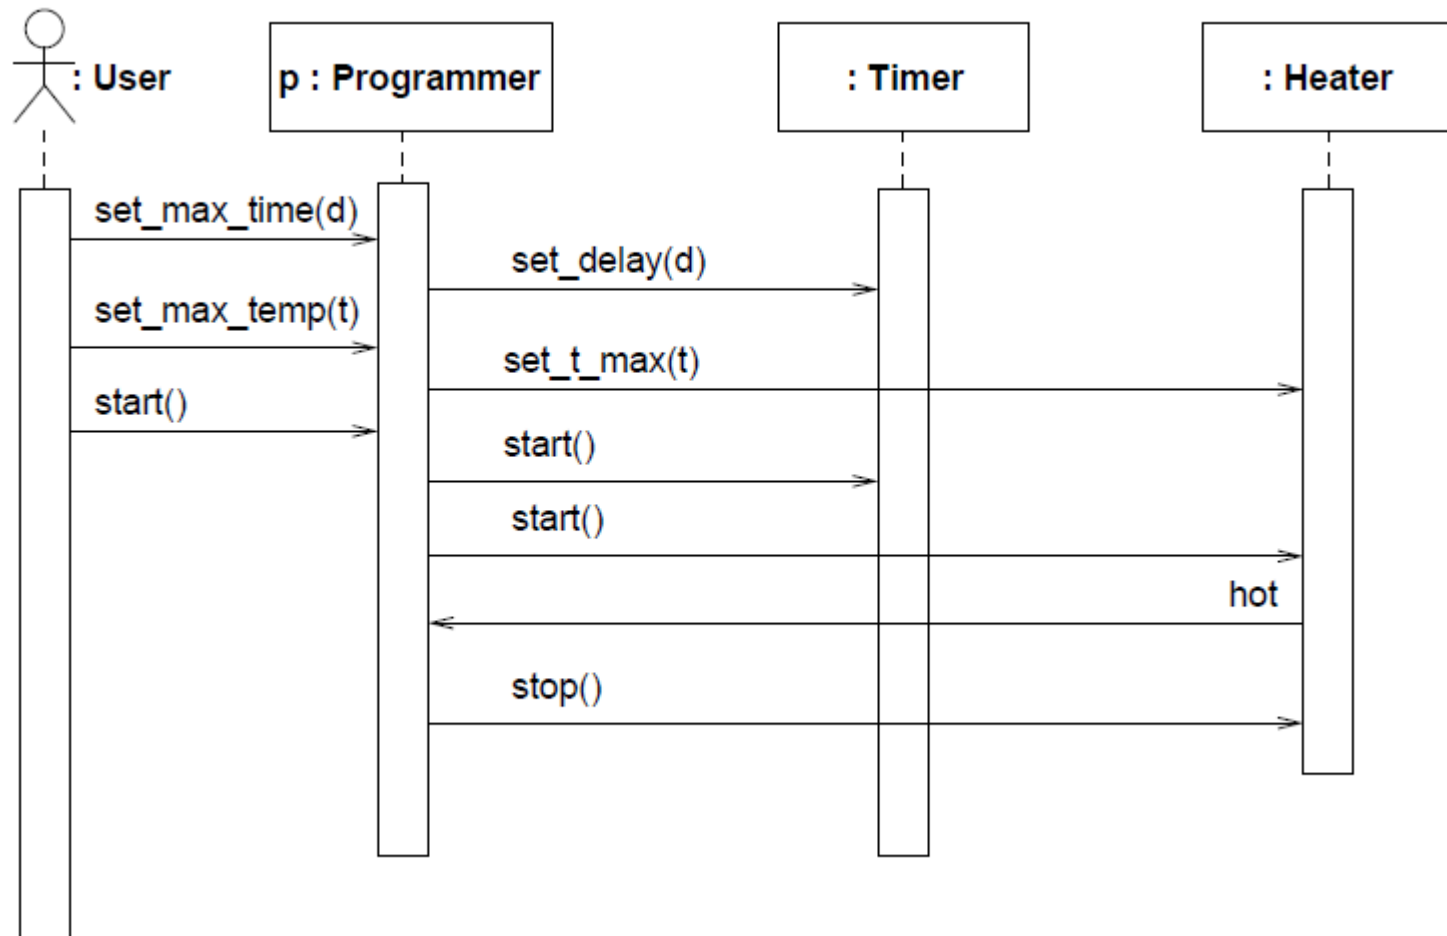 : User
p : Programmer
: Timer
: Heater
set_max_time(d)
set_delay(d)
set_max_temp(t)
set_t_max(t)
start()
start()
start()
hot
stop()